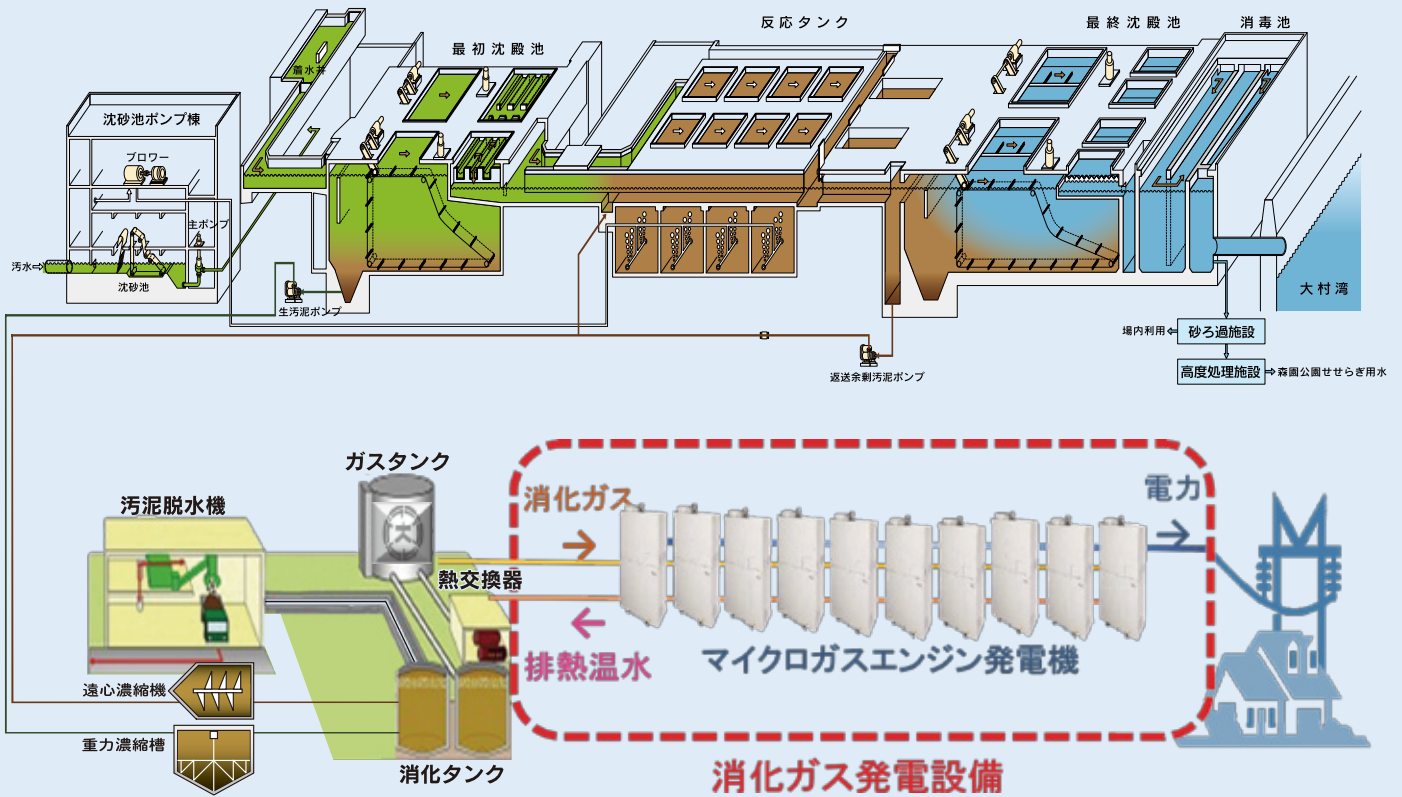 反応タンク
最終沈殿池
消毒池
最初沈殿池
着水井
沈砂池ポンプ棟
ブロワー
主ポンプ
汚水
沈砂池
生汚泥ポンプ
大村湾
場内利用
砂ろ過施設
返送余剰汚泥ポンプ
高度処理施設
森園公園せせらぎ用水
ガスタンク
汚泥脱水機
消化ガス
電力
熱交換器
排熱温水
マイクロガスエンジン発電機
遠心濃縮機
重力濃縮槽
消化タンク
消化ガス発電設備